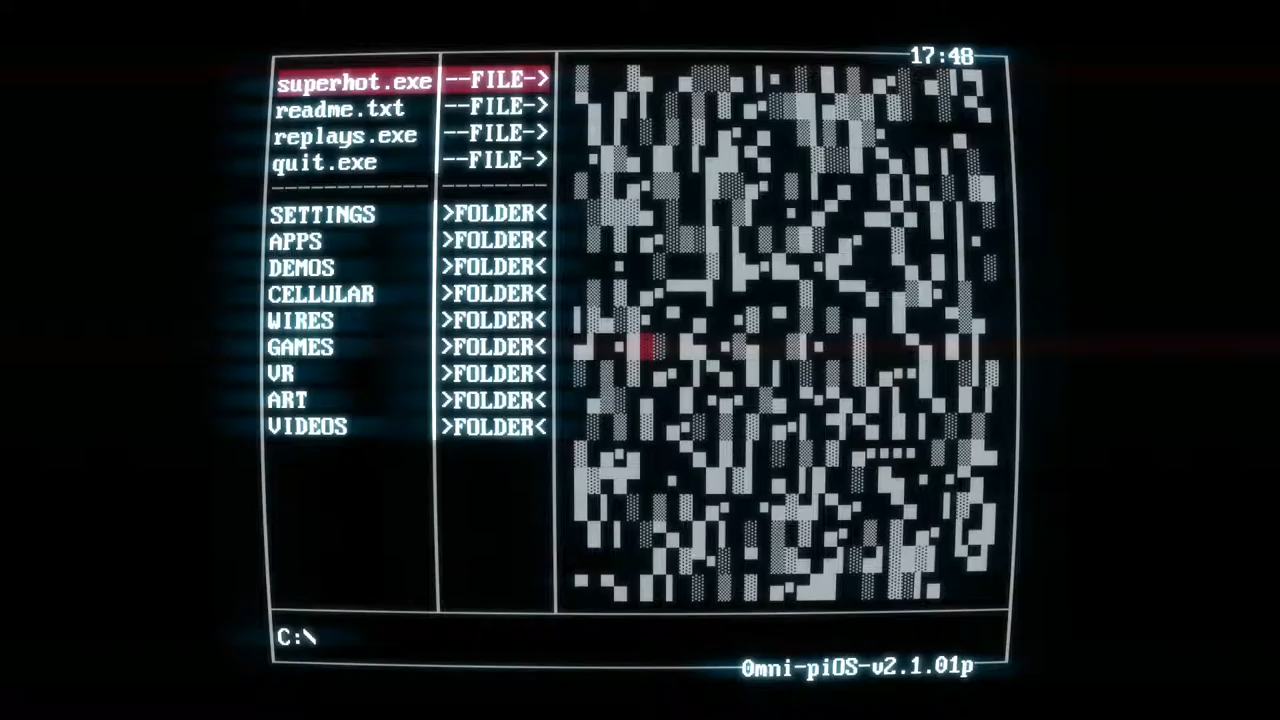 17:48
superhot.exe --FILE->
readme.txt --FILE->
replays.exe --FILE->
quit.exe --FILE->
SETTINGS >FOLDER<
APPS >FOLDER<
DEMOS >FOLDER<
CELLULAR >FOLDER<
WIRES >FOLDER<
GAMES >FOLDER<
VR >FOLDER<
ART >FOLDER<
VIDEOS >FOLDER<
C:\
0mni-piOS-v2.1.01p